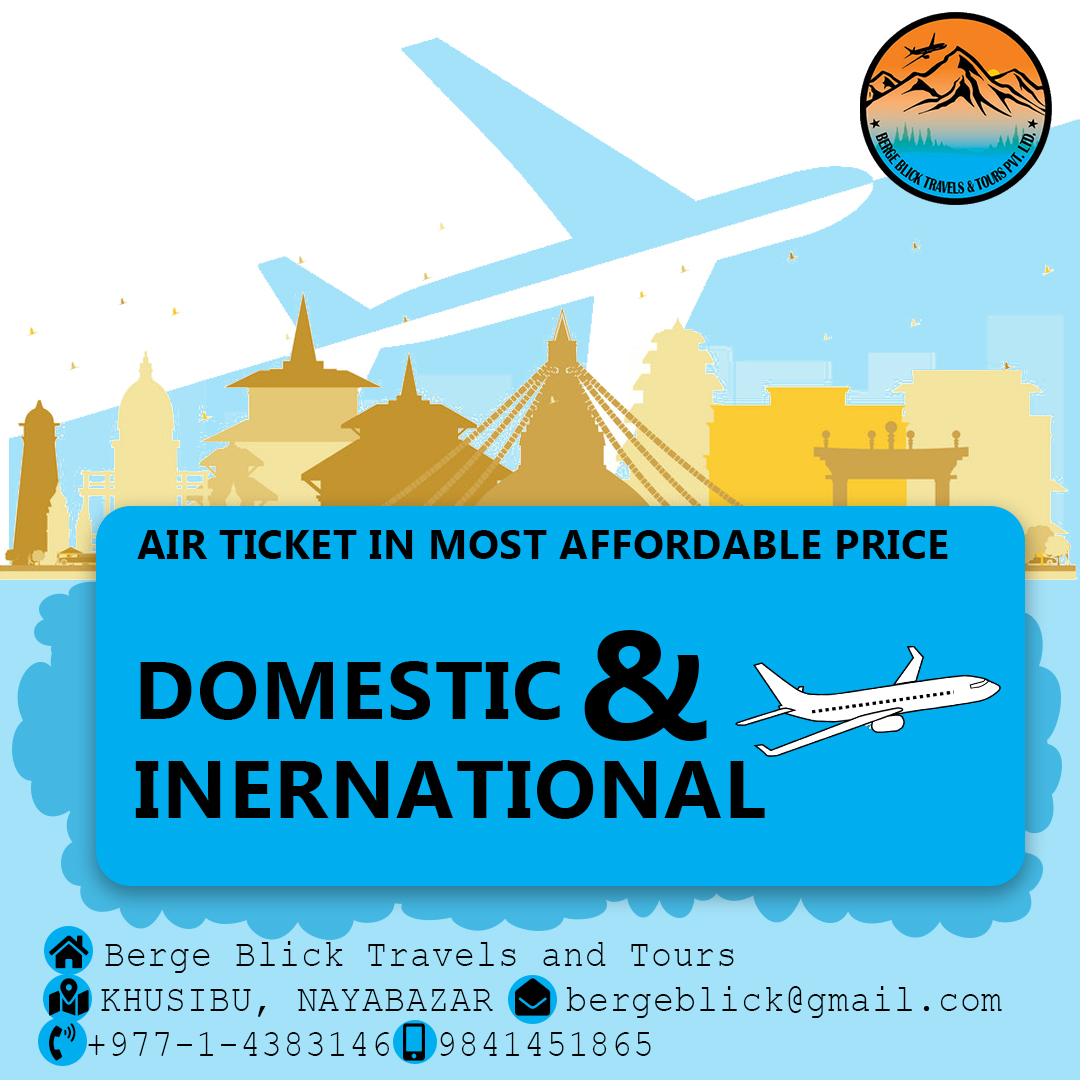 BERGE BLICK TRAVELS & TOURS PVT. LTD.
AIR TICKET IN MOST AFFORDABLE PRICE
DOMESTIC &
INERNATIONAL
Berge Blick Travels and Tours
KHUSIBU, NAYABAZAR bergeblick@gmail.com
+977-1-4383146 9841451865